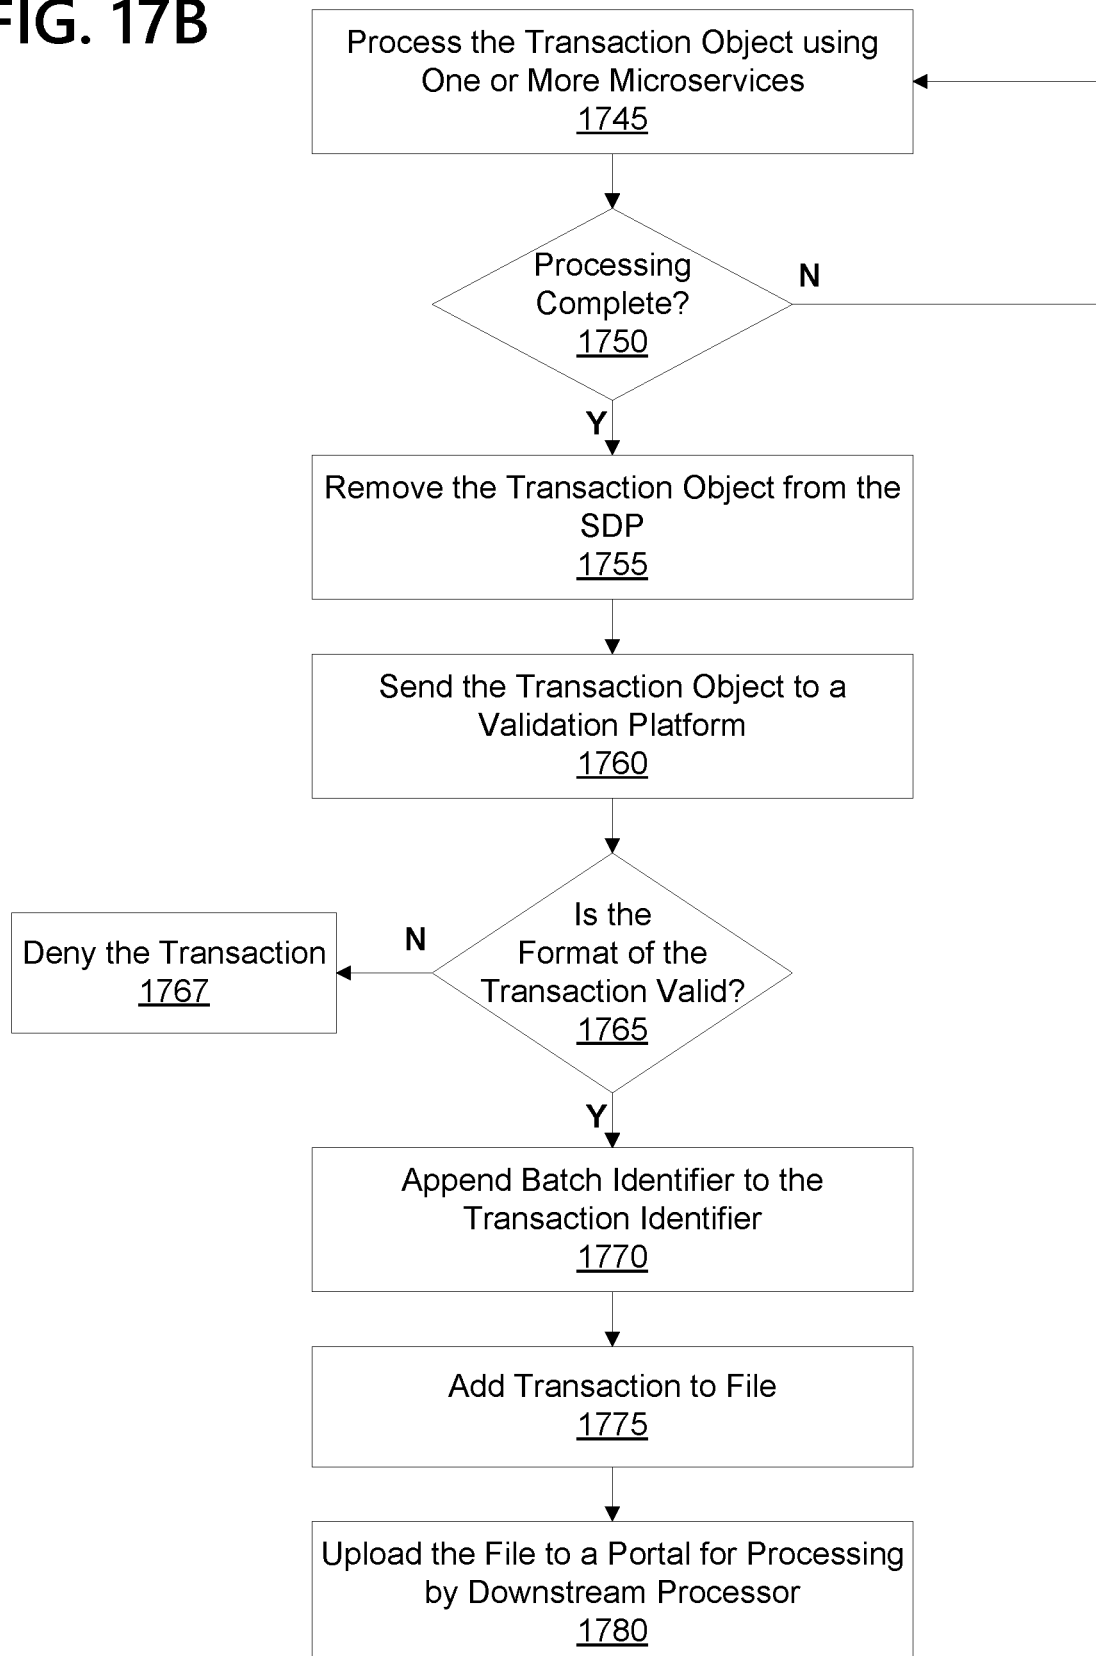 FIG. 17B
Process the Transaction Object using
One or More Microservices
1745
Processing
Complete?
1750
N
Y
Remove the Transaction Object from the
SDP
1755
Send the Transaction Object to a
Validation Platform
1760
Is the
Format of the
Transaction Valid?
1765
N
Deny the Transaction
1767
Y
Append Batch Identifier to the
Transaction Identifier
1770
Add Transaction to File
1775
Upload the File to a Portal for Processing
by Downstream Processor
1780